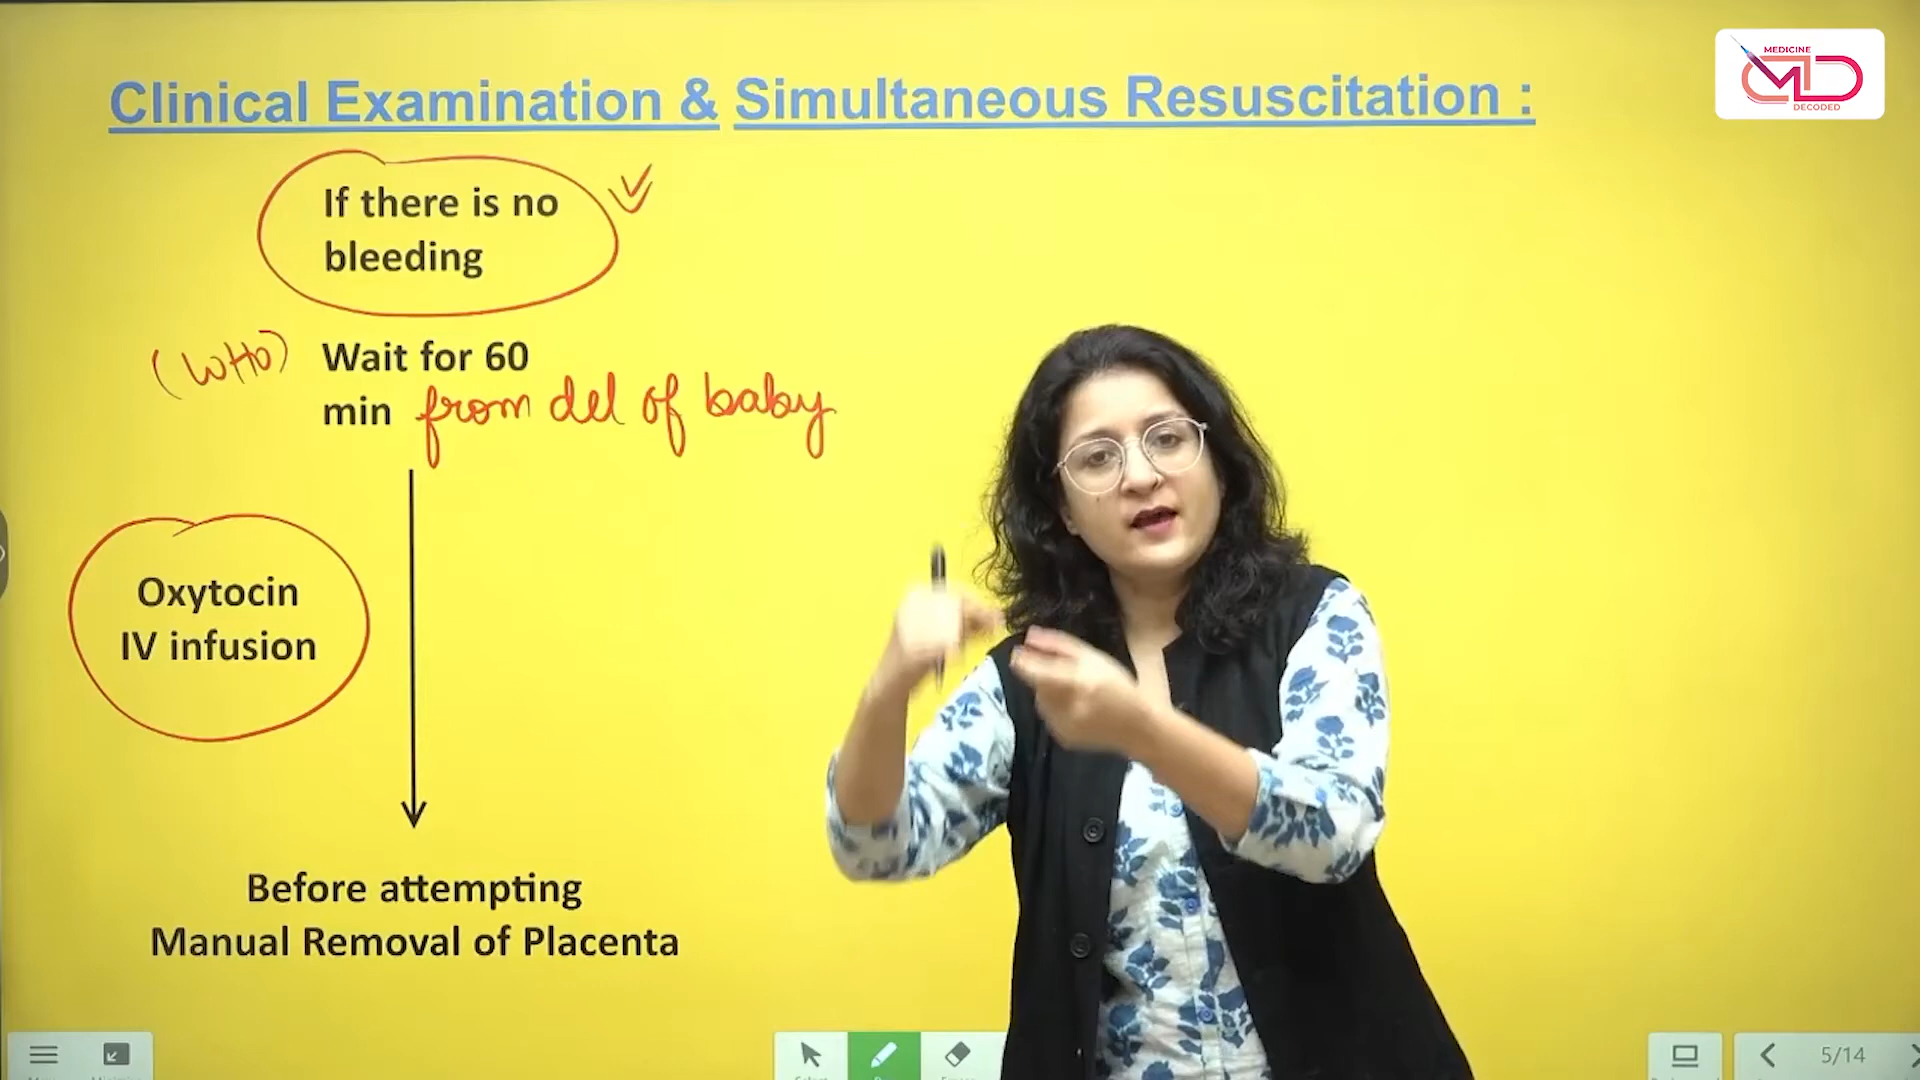 MEDICINE
MD
DECODED
Clinical Examination & Simultaneous Resuscitation :
If there is no
bleeding
(WHO) Wait for 60
min from del of baby
Oxytocin
IV infusion
Before attempting
Manual Removal of Placenta
5/14